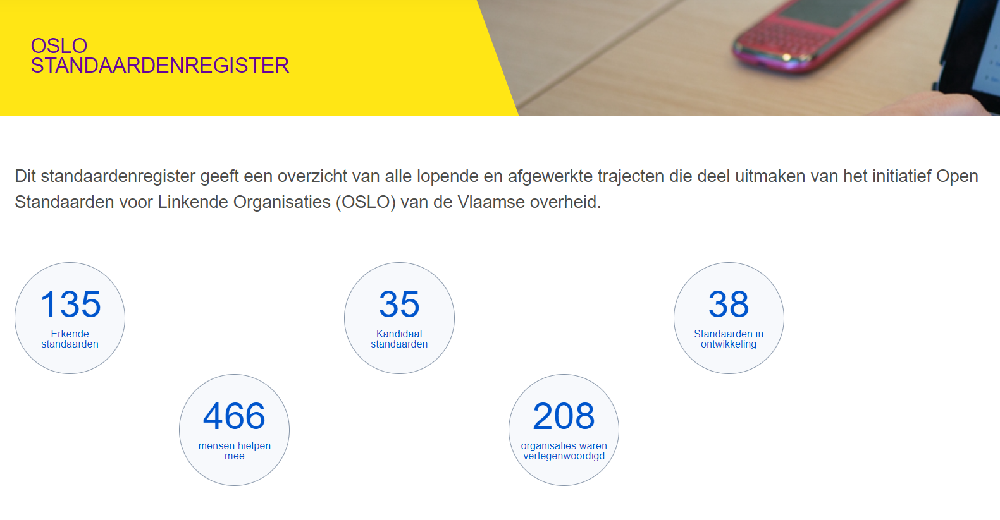 OSLO
STANDAARDENREGISTER
Dit standaardenregister geeft een overzicht van alle lopende en afgewerkte trajecten die deel uitmaken van het initiatief Open
Standaarden voor Linkende Organisaties (OSLO) van de Vlaamse overheid.
135
Erkende
standaarden
35
Kandidaat
standaarden
38
Standaarden in
ontwikkeling
466
mensen hielpen
mee
208
organisaties waren
vertegenwoordigd